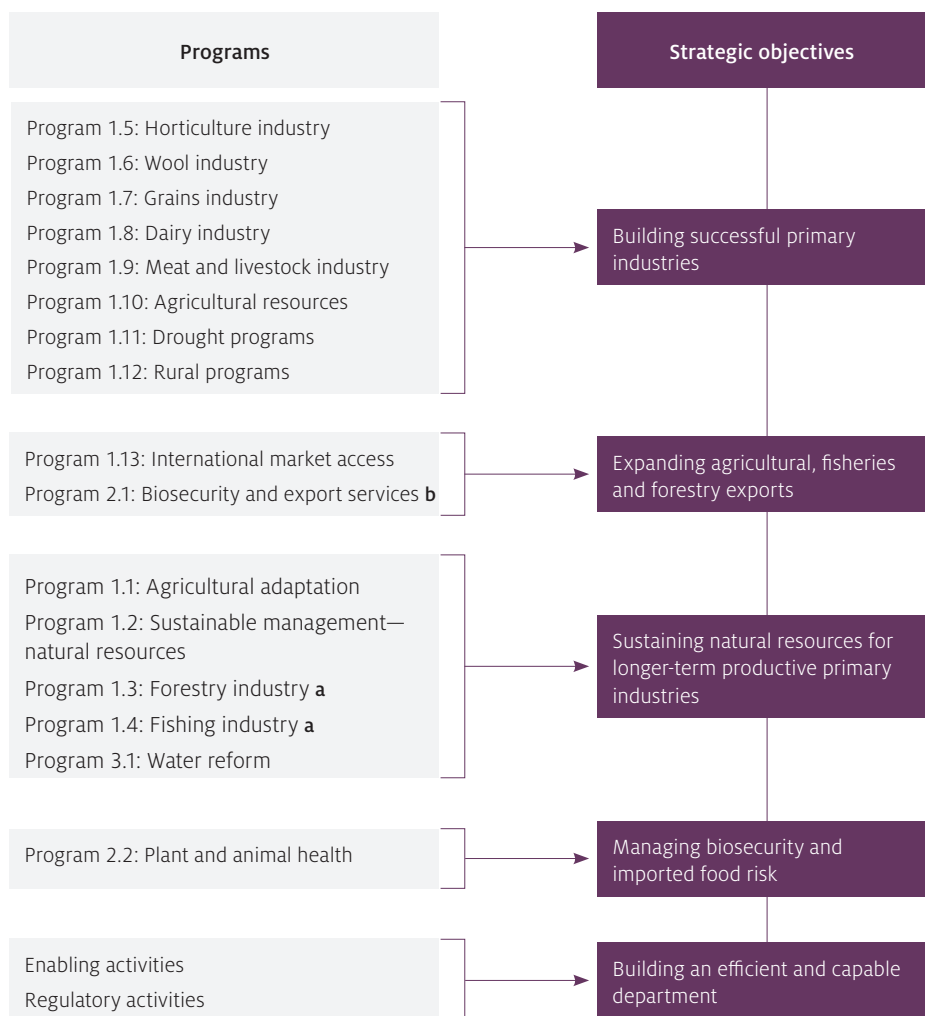 Programs
Strategic objectives
Program 1.5: Horticulture industry
Program 1.6: Wool industry
Program 1.7: Grains industry
Program 1.8: Dairy industry
Program 1.9: Meat and livestock industry
Program 1.10: Agricultural resources
Program 1.11: Drought programs
Program 1.12: Rural programs
Building successful primary
industries
Program 1.13: International market access
Program 2.1: Biosecurity and export services b
Expanding agricultural, fisheries
and forestry exports
Program 1.1: Agricultural adaptation
Program 1.2: Sustainable management—
natural resources
Program 1.3: Forestry industry a
Program 1.4: Fishing industry a
Program 3.1: Water reform
Sustaining natural resources for
longer-term productive primary
industries
Program 2.2: Plant and animal health
Managing biosecurity and
imported food risk
Enabling activities
Regulatory activities
Building an efficient and capable
department